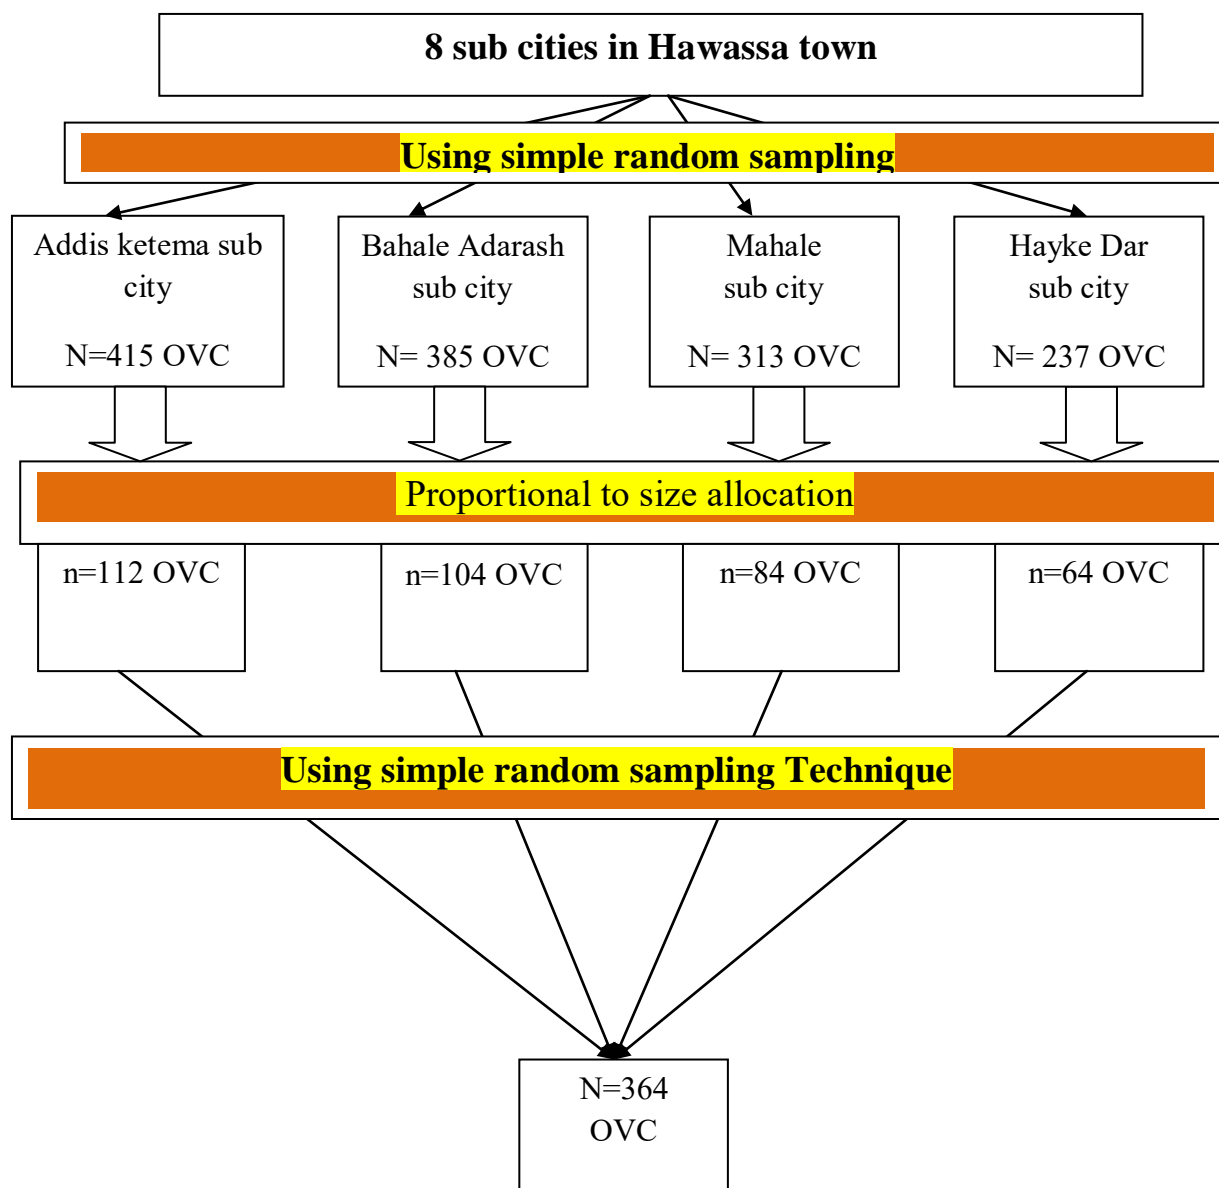 8 sub cities in Hawassa town
Using simple random sampling
Addis ketema sub
city
N=415 OVC
Bahale Adarash
sub city
N= 385 OVC
Mahale
sub city
N= 313 OVC
Hayke Dar
sub city
N= 237 OVC
Proportional to size allocation
n=112 OVC
n=104 OVC
n=84 OVC
n=64 OVC
Using simple random sampling Technique
N=364
OVC